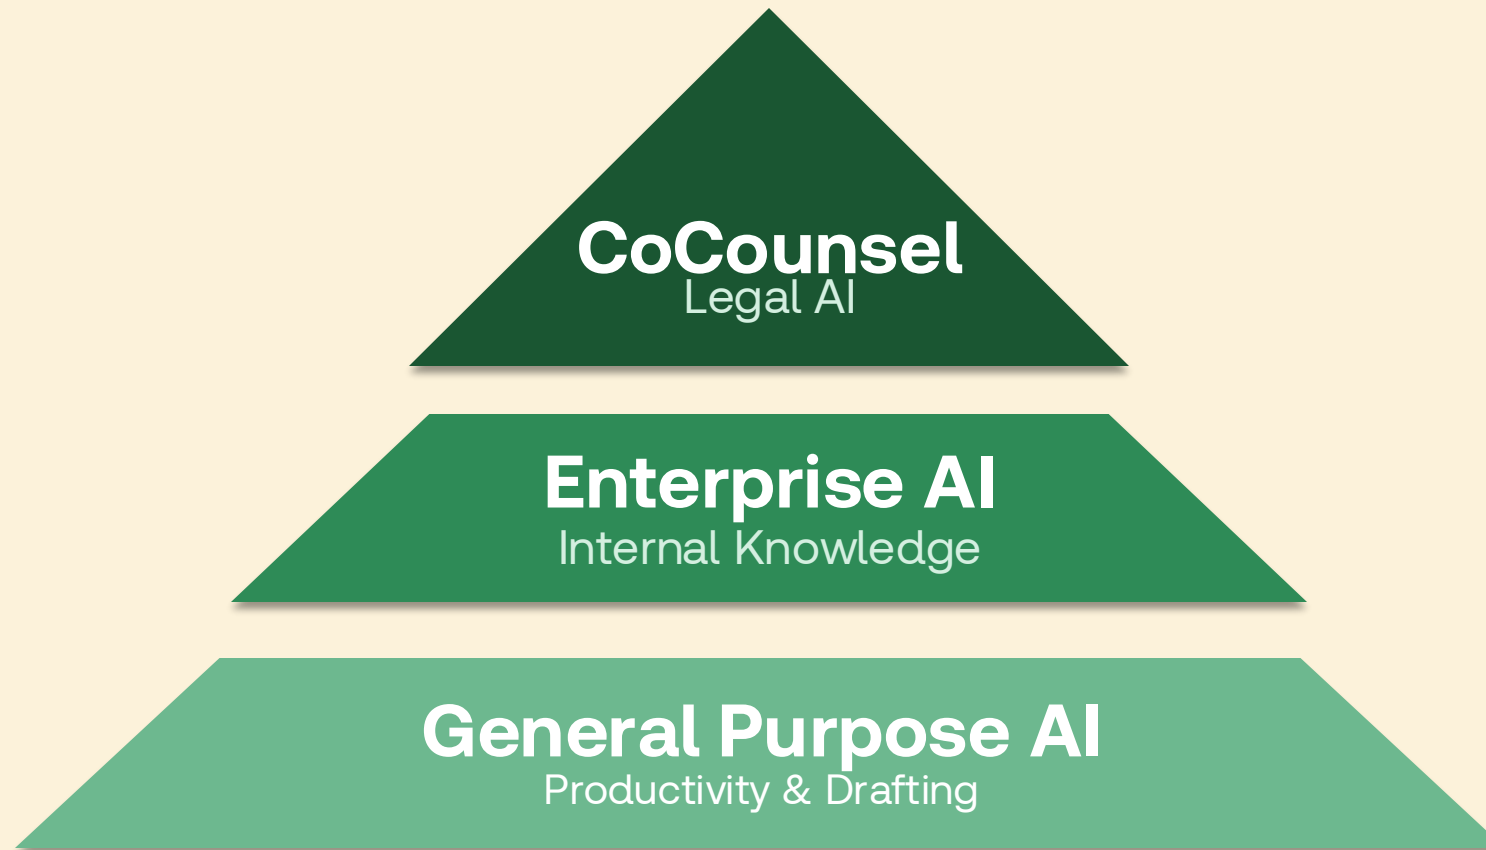 CoCounsel
Legal AI
Enterprise AI
Internal Knowledge
General Purpose AI
Productivity & Drafting